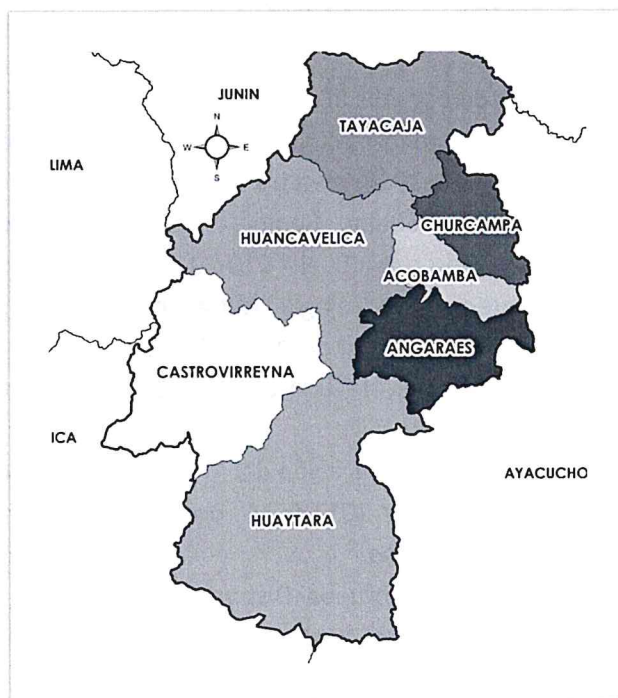 JUNIN
N
W E
S
TAYACAJA
LIMA
CHURCAMPA
HUANCAVELICA
ACOBAMBA
ANGARAES
CASTROVIRREYNA
ICA
AYACUCHO
HUAYTARA